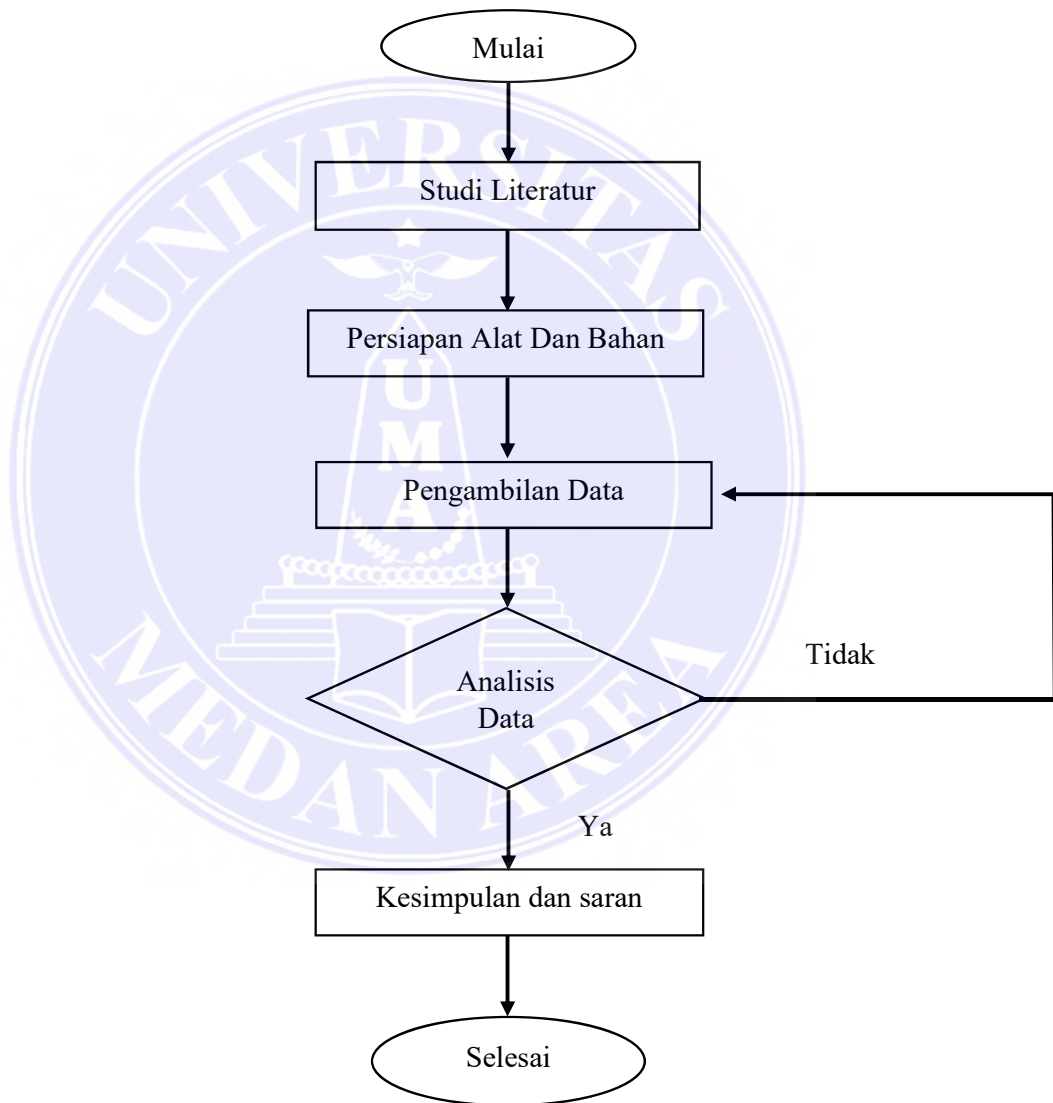 Mulai
UNIVERSITAS
Studi Literatur
Persiapan Alat Dan Bahan
UMA
Pengambilan Data
Tidak
Analisis
Data
MEDAN AREA
Ya
Kesimpulan dan saran
Selesai